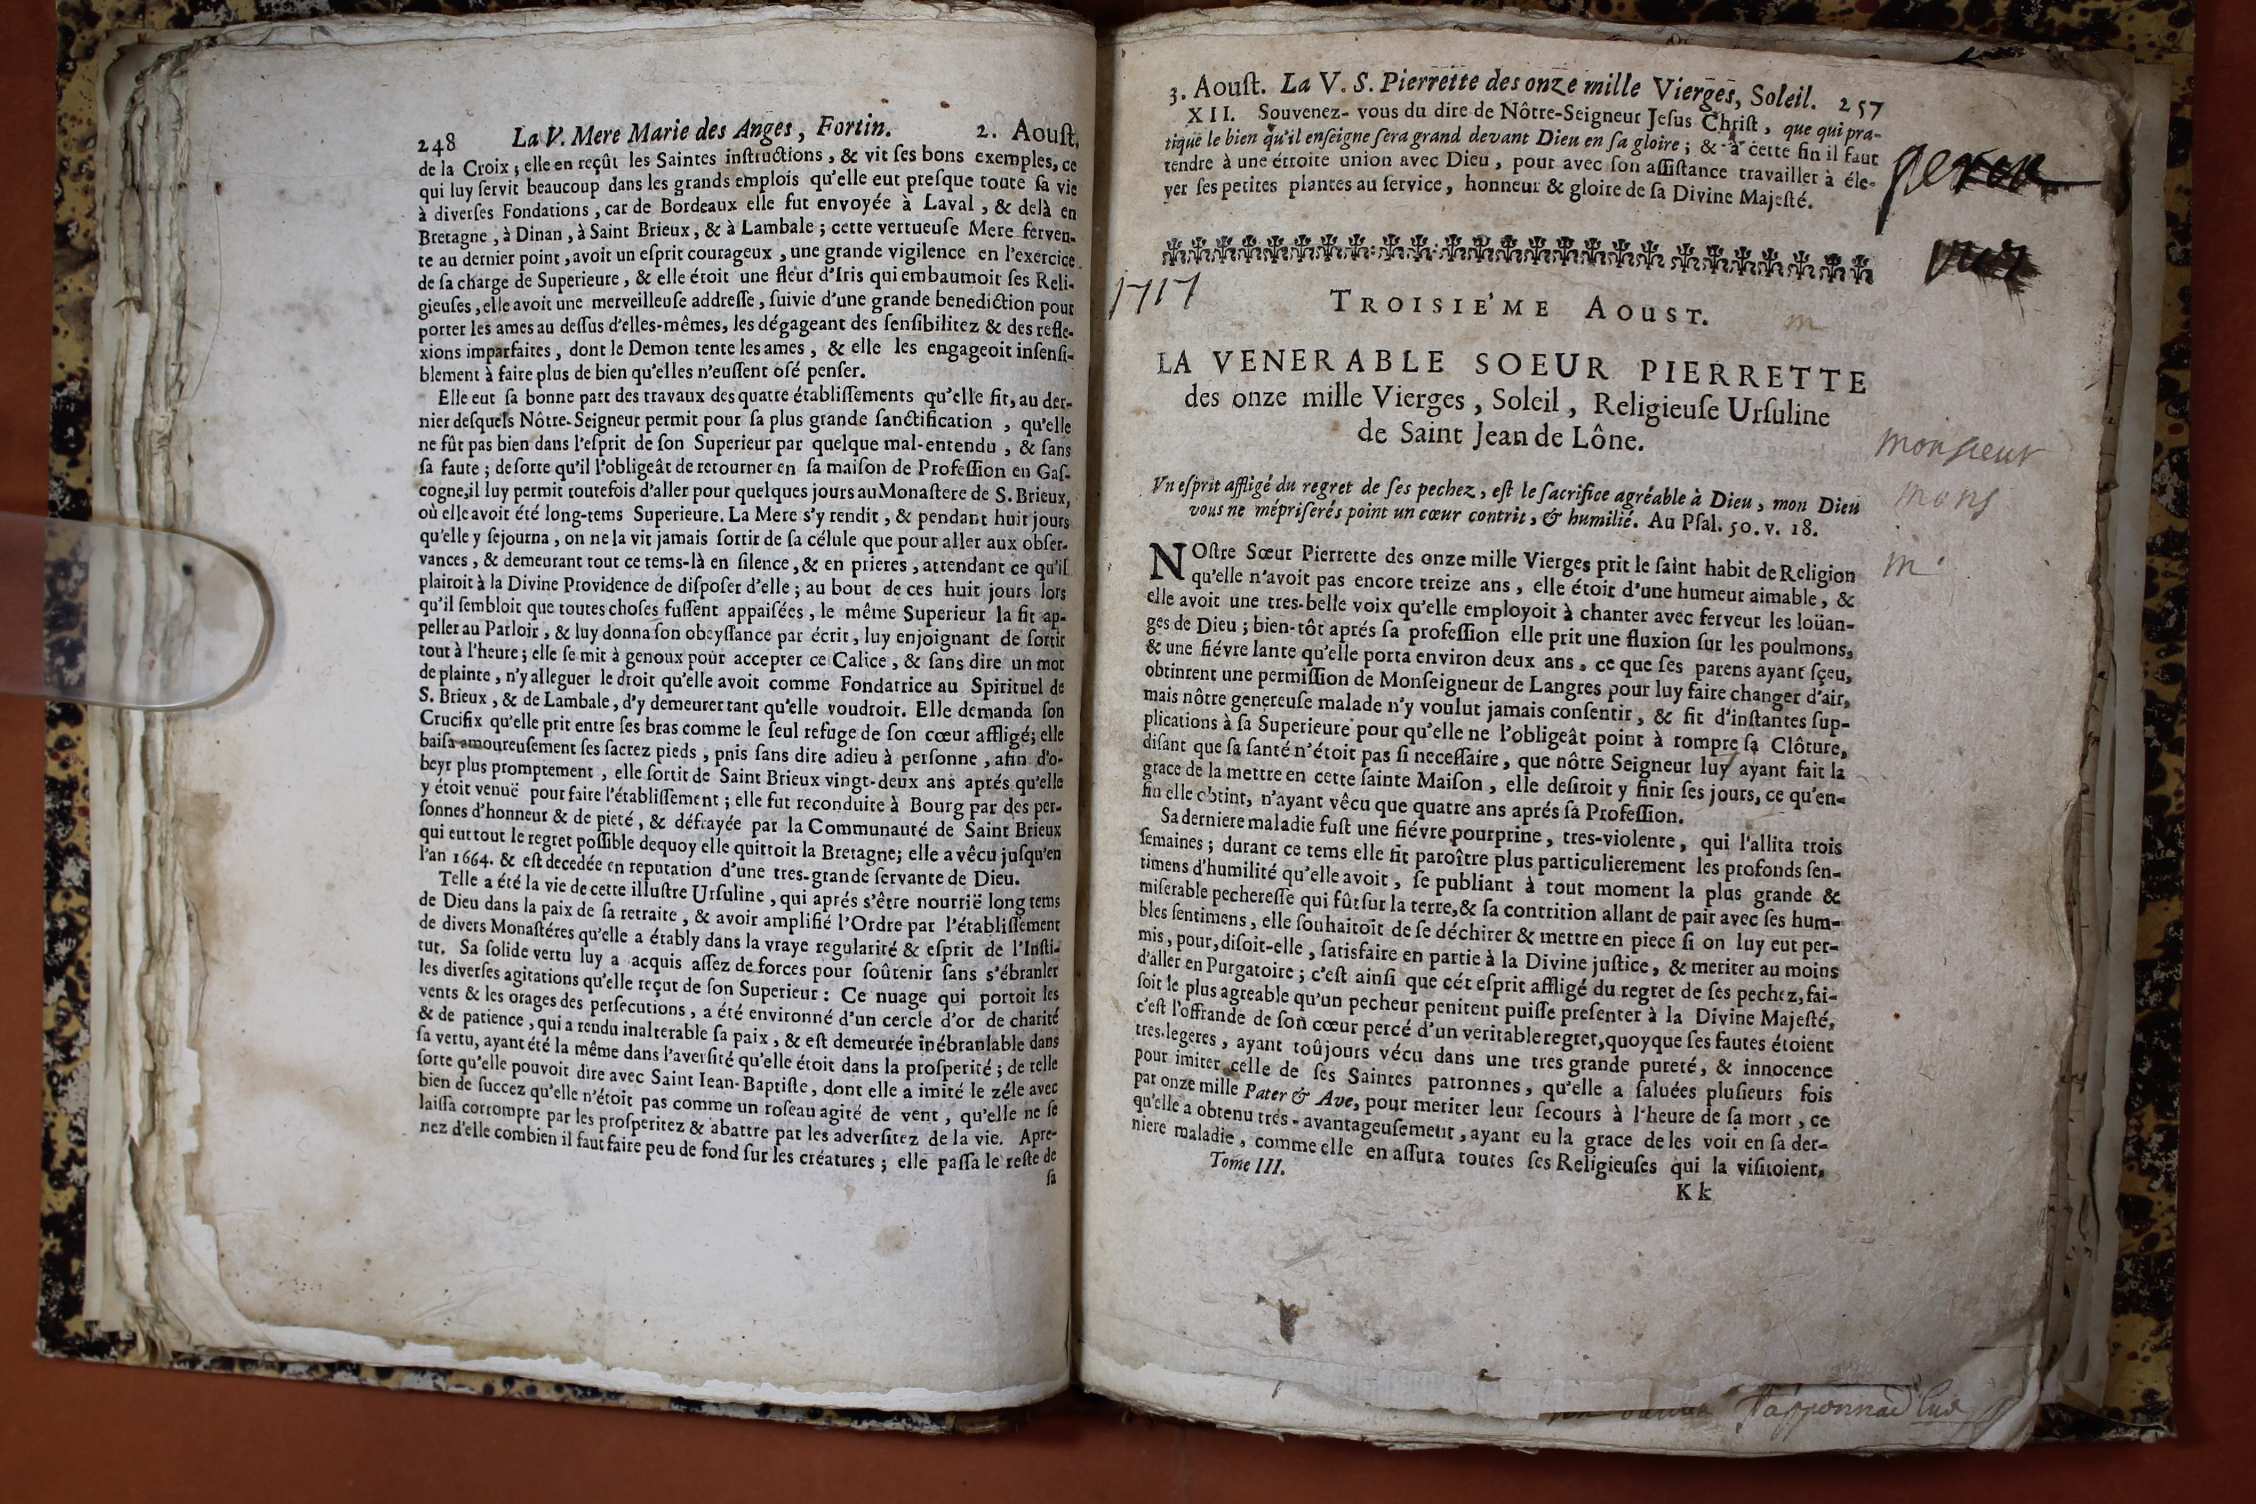 248 La V. Mere Marie des Anges, Fortin. 2. Aoust,
de la Croix; elle en reçût les Saintes instructions, & vit ses bons exemples, ce
qui luy servit beaucoup dans les grands emplois qu'elle eut presque toute sa vie
à diverses Fondations, car de Bordeaux elle fut envoyée à Laval, & delà en
Bretagne, à Dinan, à Saint Brieux, & à Lambale; cette vertueuse Mere ferven-
te au dernier point, avoit un esprit courageux, une grande vigilence en l'exercice
de sa charge de Superieure, & elle étoit une fleur d'Iris qui embaumoit ses Reli-
gieuses, elle avoit une merveilleuse addresse, suivie d'une grande benediction pour
porter les ames au dessus d'elles-mêmes, les dégageant des sensibilitez & des refle-
xions imparfaites, dont le Demon tente les ames, & elle les engageoit insensi-
blement à faire plus de bien qu'elles n'eussent osé penser.
Elle eut sa bonne part des travaux des quatre établissements qu'elle fit, au der-
nier desquels Nôtre-Seigneur permit pour sa plus grande sanctification, qu'elle
ne fût pas bien dans l'esprit de son Superieur par quelque mal-entendu, & sans
sa faute; desorte qu'il l'obligeât de retourner en sa maison de Profession en Gas-
cogne, il luy permit toutefois d'aller pour quelques jours au Monastere de S. Brieux,
où elle avoit été long-tems Superieure. La Mere s'y rendit, & pendant huit jours
qu'elle y sejourna, on ne la vit jamais sortir de sa célule que pour aller aux obser-
vances, & demeurant tout ce tems-là en silence, & en prieres, attendant ce qu'il
plairoit à la Divine Providence de disposer d'elle; au bout de ces huit jours lors
qu'il sembloit que toutes choses fussent appaisées, le même Superieur la fit ap-
peller au Parloir, & luy donna son obeyssance par écrit, luy enjoignant de sortir
tout à l'heure; elle se mit à genoux pour accepter ce Calice, & sans dire un mot
de plainte, n'y alleguer le droit qu'elle avoit comme Fondatrice au Spirituel de
S. Brieux, & de Lambale, d'y demeurer tant qu'elle voudroit. Elle demanda son
Crucifix qu'elle prit entre ses bras comme le seul refuge de son cœur affligé; elle
baisa amoureusement ses sacrez pieds, pnis sans dire adieu à personne, afin d'o-
beyr plus promptement, elle sortit de Saint Brieux vingt-deux ans aprés qu'elle
y étoit venuë pour faire l'établissement; elle fut reconduite à Bourg par des per-
sonnes d'honneur & de pieté, & défrayée par la Communauté de Saint Brieux
qui eut tout le regret possible dequoy elle quittoit la Bretagne; elle a vêcu jusqu'en
l'an 1664. & est decedée en reputation d'une tres-grande servante de Dieu.
Telle a été la vie de cette illustre Ursuline, qui aprés s'être nourrië long tems
de Dieu dans la paix de sa retraite, & avoir amplifié l'Ordre par l'établissement
de divers Monastéres qu'elle a étably dans la vraye regularité & esprit de l'Insti-
tut. Sa solide vertu luy a acquis assez de forces pour soûtenir sans s'ébranler
les diverses agitations qu'elle reçut de son Superieur: Ce nuage qui portoit les
vents & les orages des persecutions, a été environné d'un cercle d'or de charité
& de patience, qui a rendu inalterable sa paix, & est demeurée inébranlable dans
sa vertu, ayant été la même dans l'aversité qu'elle étoit dans la prosperité; de telle
sorte qu'elle pouvoit dire avec Saint Iean-Baptiste, dont elle a imité le zéle avec
bien de succez qu'elle n'étoit pas comme un roseau agité de vent, qu'elle ne se
laissa corrompre par les prosperitez & abattre par les adversitez de la vie. Apre-
nez d'elle combien il faut faire peu de fond sur les créatures; elle passa le reste de
sa
3. Aoust. La V. S. Pierrette des onze mille Vierges, Soleil. 257
XII. Souvenez-vous du dire de Nôtre-Seigneur Jesus Christ, que qui pra-
tique le bien qu'il enseigne sera grand devant Dieu en sa gloire; & à cette fin il faut
tendre à une étroite union avec Dieu, pour avec son assistance travailler à éle-
ver ses petites plantes au service, honneur & gloire de sa Divine Majesté.
1717
TROISIE'ME AOUST.
m
LA VENERABLE SOEUR PIERRETTE
des onze mille Vierges, Soleil, Religieuse Ursuline
de Saint Jean de Lône.
monsieur
Vn esprit affligé du regret de ses pechez, est le sacrifice agréable à Dieu, mon Dieu
mons
vous ne mépriserés point un cœur contrit, & humilié. Au Psal. 50. v. 18.
NOstre Sœur Pierrette des onze mille Vierges prit le saint habit de Religion
m
qu'elle n'avoit pas encore treize ans, elle étoit d'une humeur aimable, &
elle avoit une tres-belle voix qu'elle employoit à chanter avec ferveur les loüan-
ges de Dieu; bien-tôt aprés sa profession elle prit une fluxion sur les poulmons,
& une fiévre lante qu'elle porta environ deux ans, ce que ses parens ayant sçeu,
obtinrent une permission de Monseigneur de Langres pour luy faire changer d'air,
mais nôtre genereuse malade n'y voulut jamais consentir, & fit d'instantes sup-
plications à sa Superieure pour qu'elle ne l'obligeât point à rompre sa Clôture,
disant que sa santé n'étoit pas si necessaire, que nôtre Seigneur luy ayant fait la
grace de la mettre en cette sainte Maison, elle desiroit y finir ses jours, ce qu'en-
fin elle obtint, n'ayant vêcu que quatre ans aprés sa Profession.
Sa derniere maladie fust une fiévre pourprine, tres-violente, qui l'allita trois
semaines; durant ce tems elle fit paroître plus particulierement les profonds sen-
timens d'humilité qu'elle avoit, se publiant à tout moment la plus grande &
miserable pecheresse qui fût sur la terre, & sa contrition allant de pair avec ses hum-
bles sentimens, elle souhaitoit de se déchirer & mettre en piece si on luy eut per-
mis, pour, disoit-elle, satisfaire en partie à la Divine justice, & meriter au moins
d'aller en Purgatoire; c'est ainsi que cét esprit affligé du regret de ses pechez, fai-
soit le plus agreable qu'un pecheur penitent puisse presenter à la Divine Majesté,
c'est l'offrande de son cœur percé d'un veritable regret, quoyque ses fautes étoient
tres-legeres, ayant toûjours vécu dans une tres grande pureté, & innocence
pour imiter celle de ses Saintes patronnes, qu'elle a saluées plusieurs fois
par onze mille Pater & Ave, pour meriter leur secours à l'heure de sa mort, ce
qu'elle a obtenu trés-avantageusement, ayant eu la grace de les voir en sa der-
niere maladie, comme elle en assura toutes ses Religieuses qui la visitoient,
Tome III.
K k